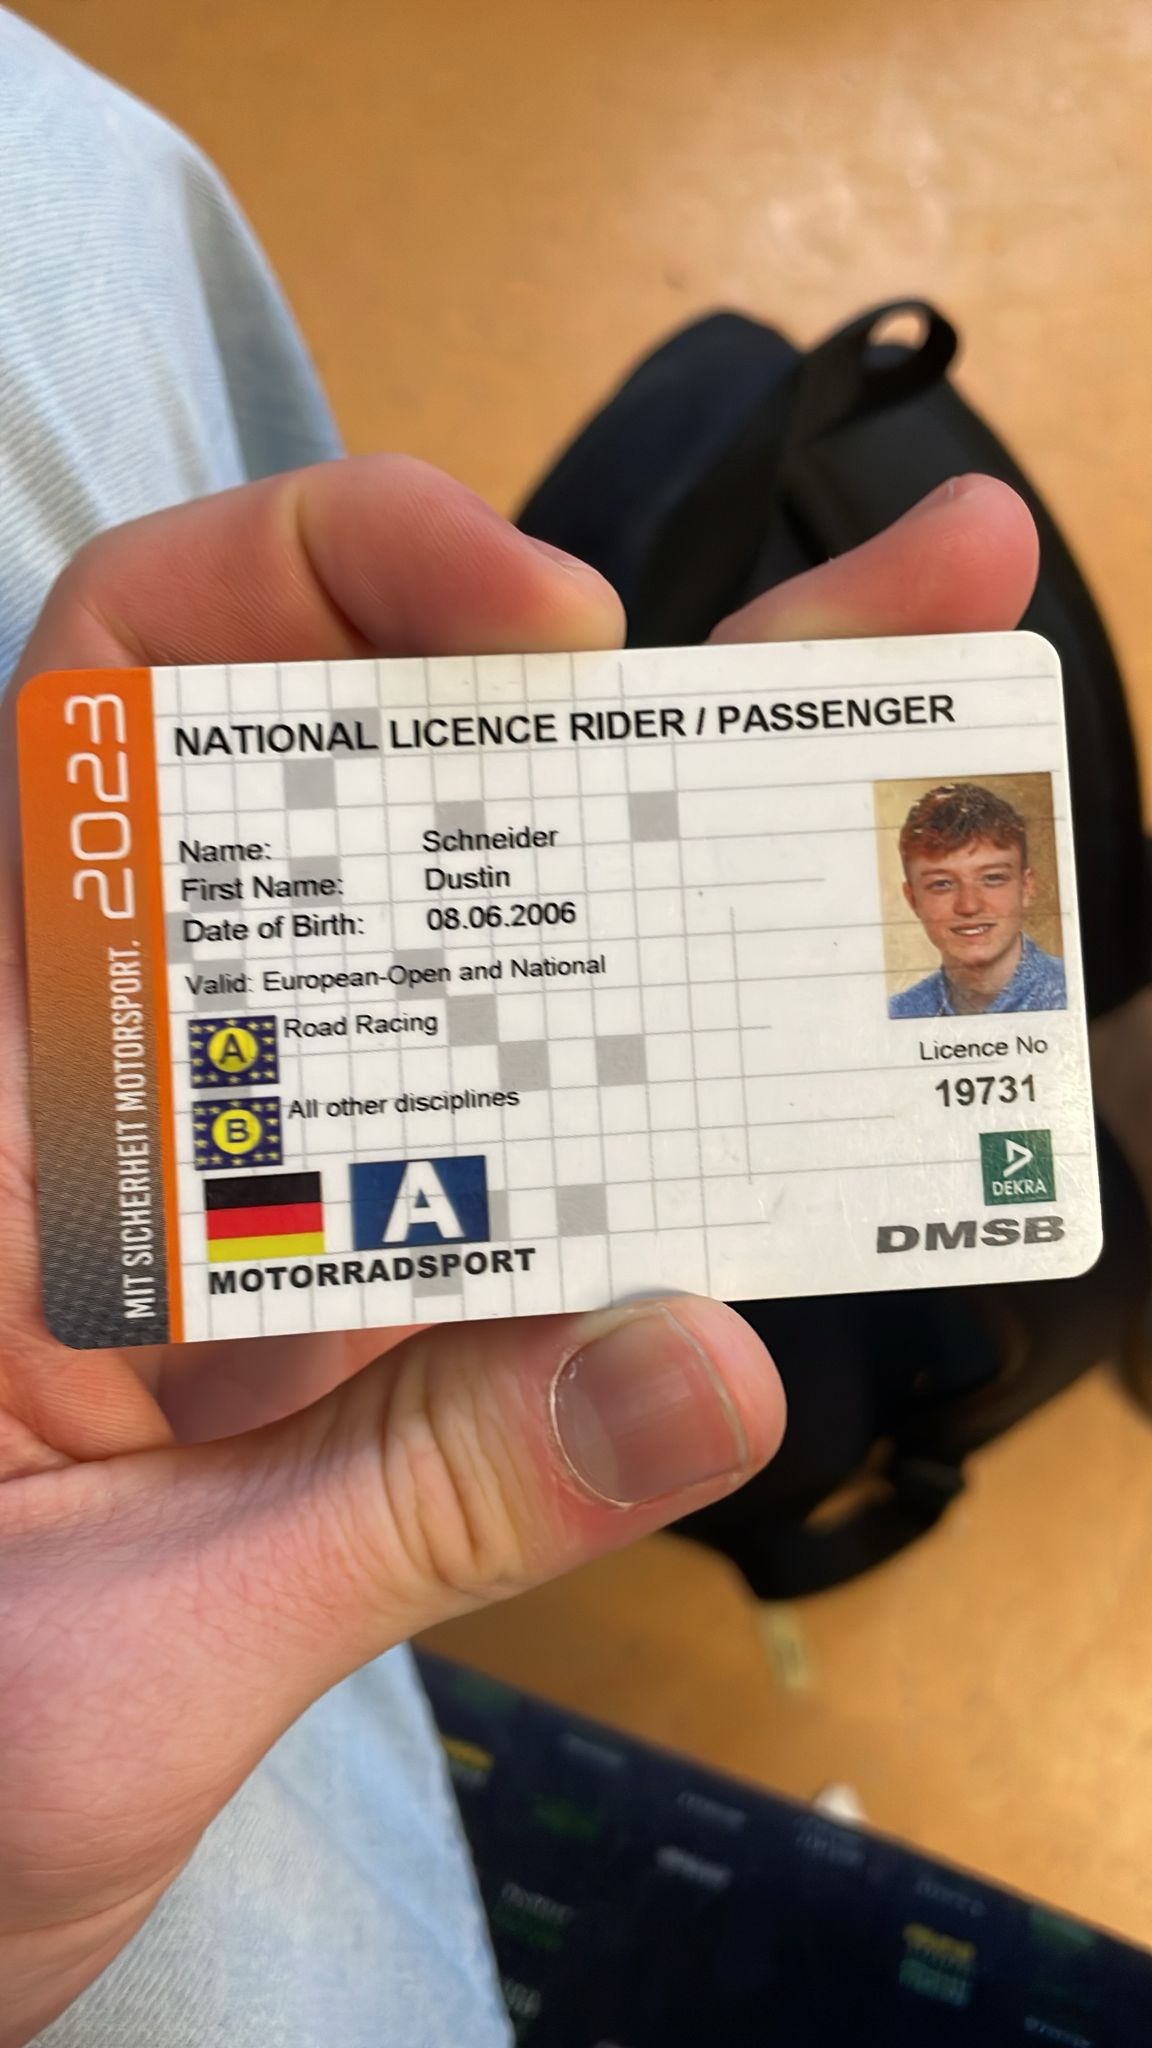 2023
MIT SICHERHEIT MOTORSPORT.
NATIONAL LICENCE RIDER / PASSENGER
Name: Schneider
First Name: Dustin
Date of Birth: 08.06.2006
Valid: European-Open and National
A Road Racing
B All other disciplines
A
MOTORRADSPORT
Licence No
19731
DEKRA
DMSB